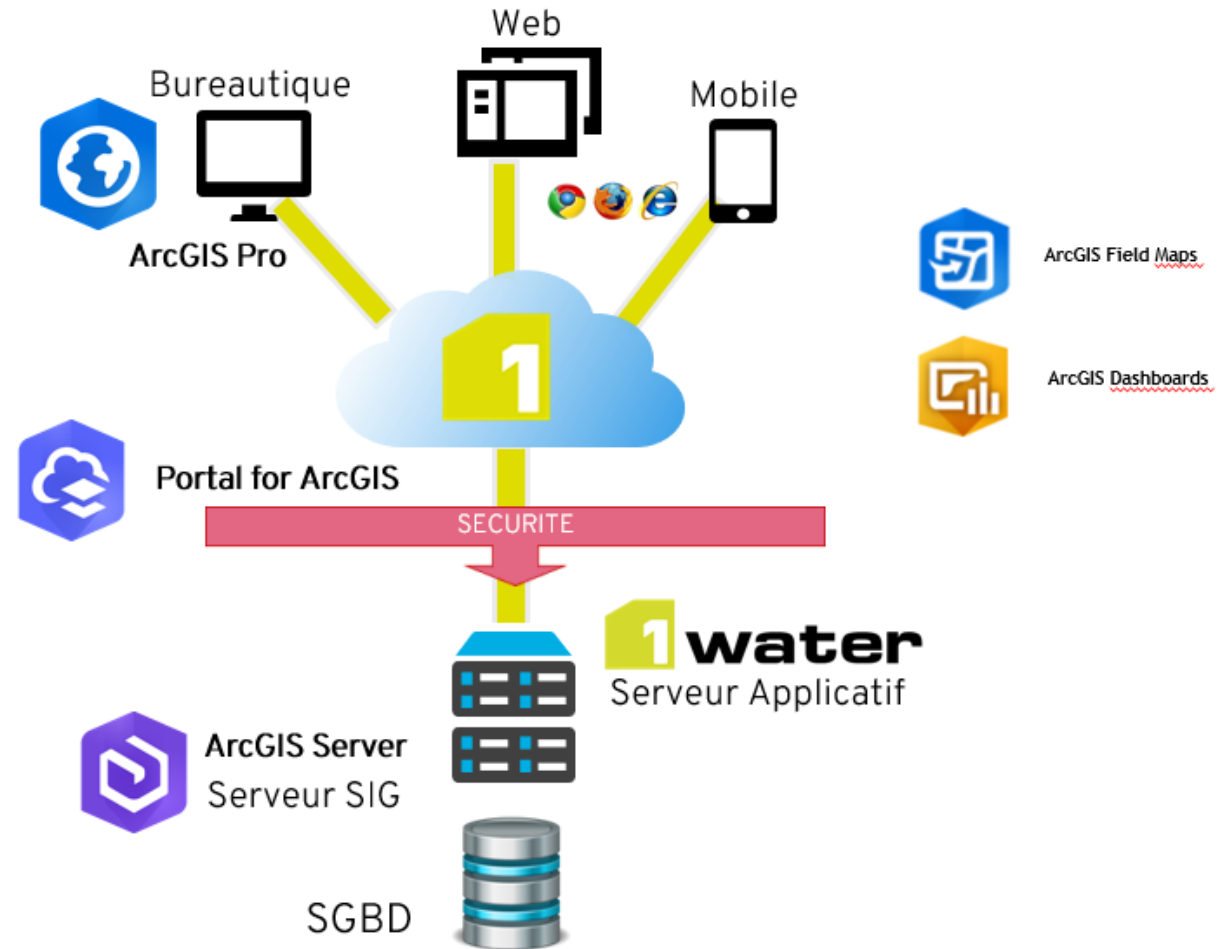 Web
Bureautique
Mobile
ArcGIS Pro
ArcGIS Field Maps
ArcGIS Dashboards
1
Portal for ArcGIS
SECURITE
1water
Serveur Applicatif
ArcGIS Server
Serveur SIG
SGBD